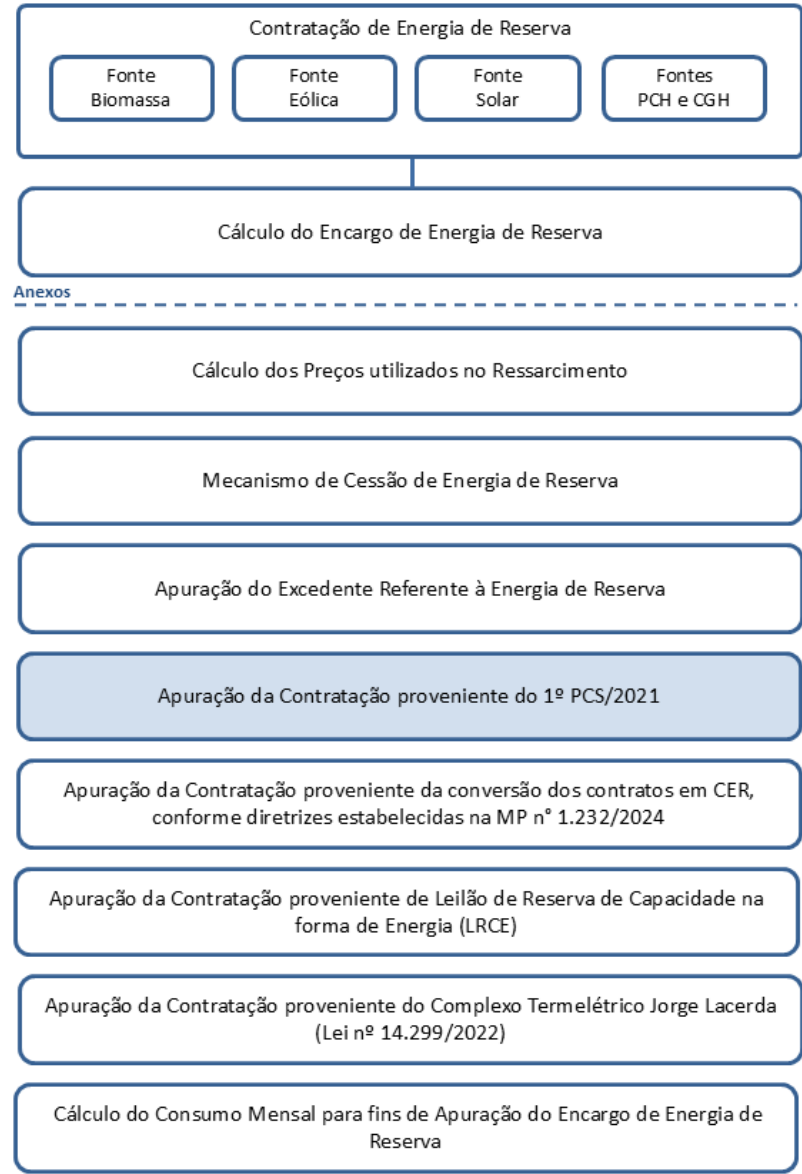 Contratação de Energia de Reserva
Fonte
Biomassa
Fonte
Eólica
Fonte
Solar
Fontes
PCH e CGH
Cálculo do Encargo de Energia de Reserva
Anexos
Cálculo dos Preços utilizados no Ressarcimento
Mecanismo de Cessão de Energia de Reserva
Apuração do Excedente Referente à Energia de Reserva
Apuração da Contratação proveniente do 1º PCS/2021
Apuração da Contratação proveniente da conversão dos contratos em CER,
conforme diretrizes estabelecidas na MP n° 1.232/2024
Apuração da Contratação proveniente de Leilão de Reserva de Capacidade na
forma de Energia (LRCE)
Apuração da Contratação proveniente do Complexo Termelétrico Jorge Lacerda
(Lei nº 14.299/2022)
Cálculo do Consumo Mensal para fins de Apuração do Encargo de Energia de
Reserva